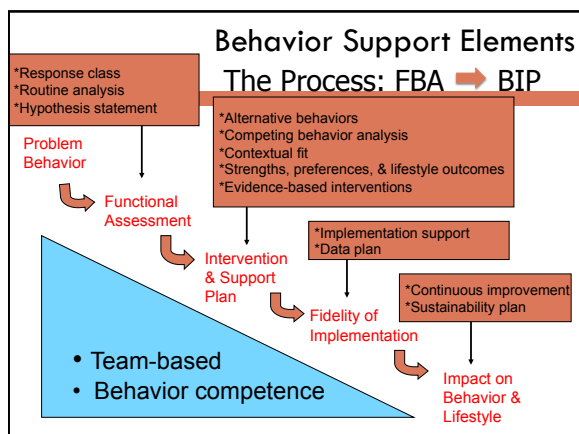 Behavior Support Elements
The Process: FBA BIP
*Response class
*Routine analysis
*Hypothesis statement
*Alternative behaviors
*Competing behavior analysis
*Contextual fit
*Strengths, preferences, & lifestyle outcomes
*Evidence-based interventions
Problem
Behavior
Functional
Assessment
*Implementation support
*Data plan
Intervention
& Support
Plan
*Continuous improvement
*Sustainability plan
Fidelity of
Implementation
• Team-based
• Behavior competence
Impact on
Behavior &
Lifestyle